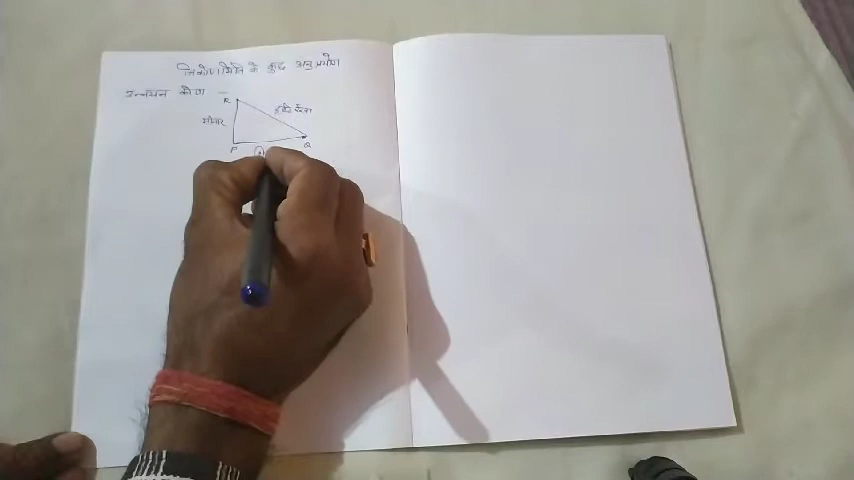 त्रिकोणमिति के कुछ अनुप्रयोग
उन्नयन कोण –
R
दृष्टि रेखा
मीनार
P
Q